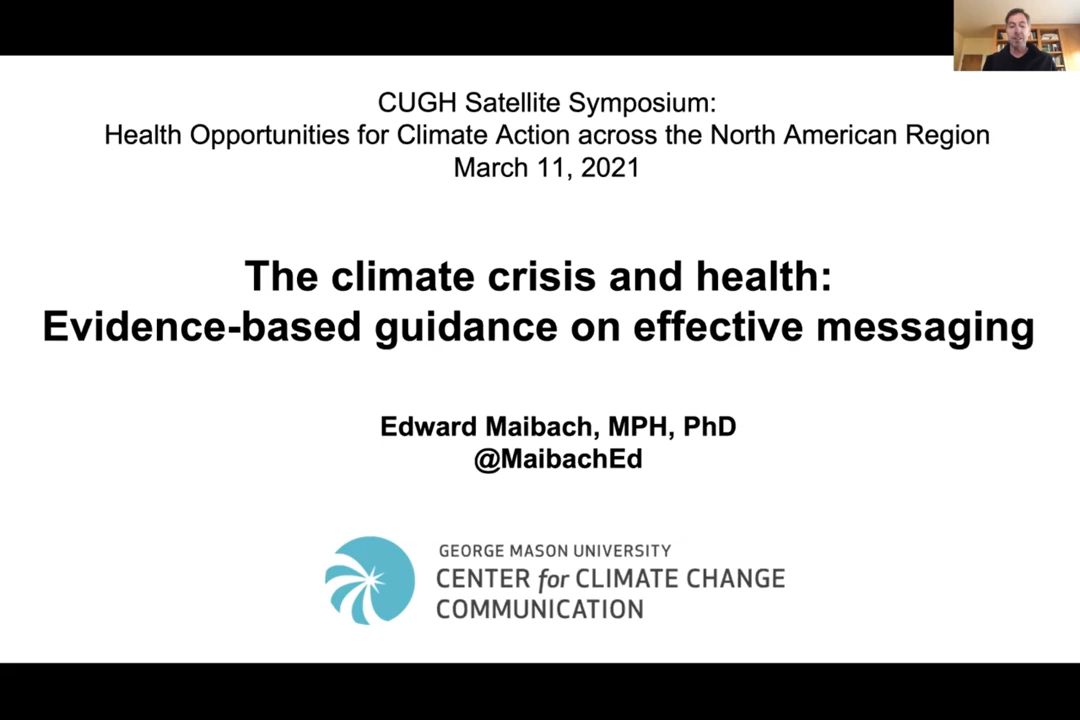 CUGH Satellite Symposium:
Health Opportunities for Climate Action across the North American Region
March 11, 2021
The climate crisis and health:
Evidence-based guidance on effective messaging
Edward Maibach, MPH, PhD
@MaibachEd
GEORGE MASON UNIVERSITY
CENTER for CLIMATE CHANGE
COMMUNICATION